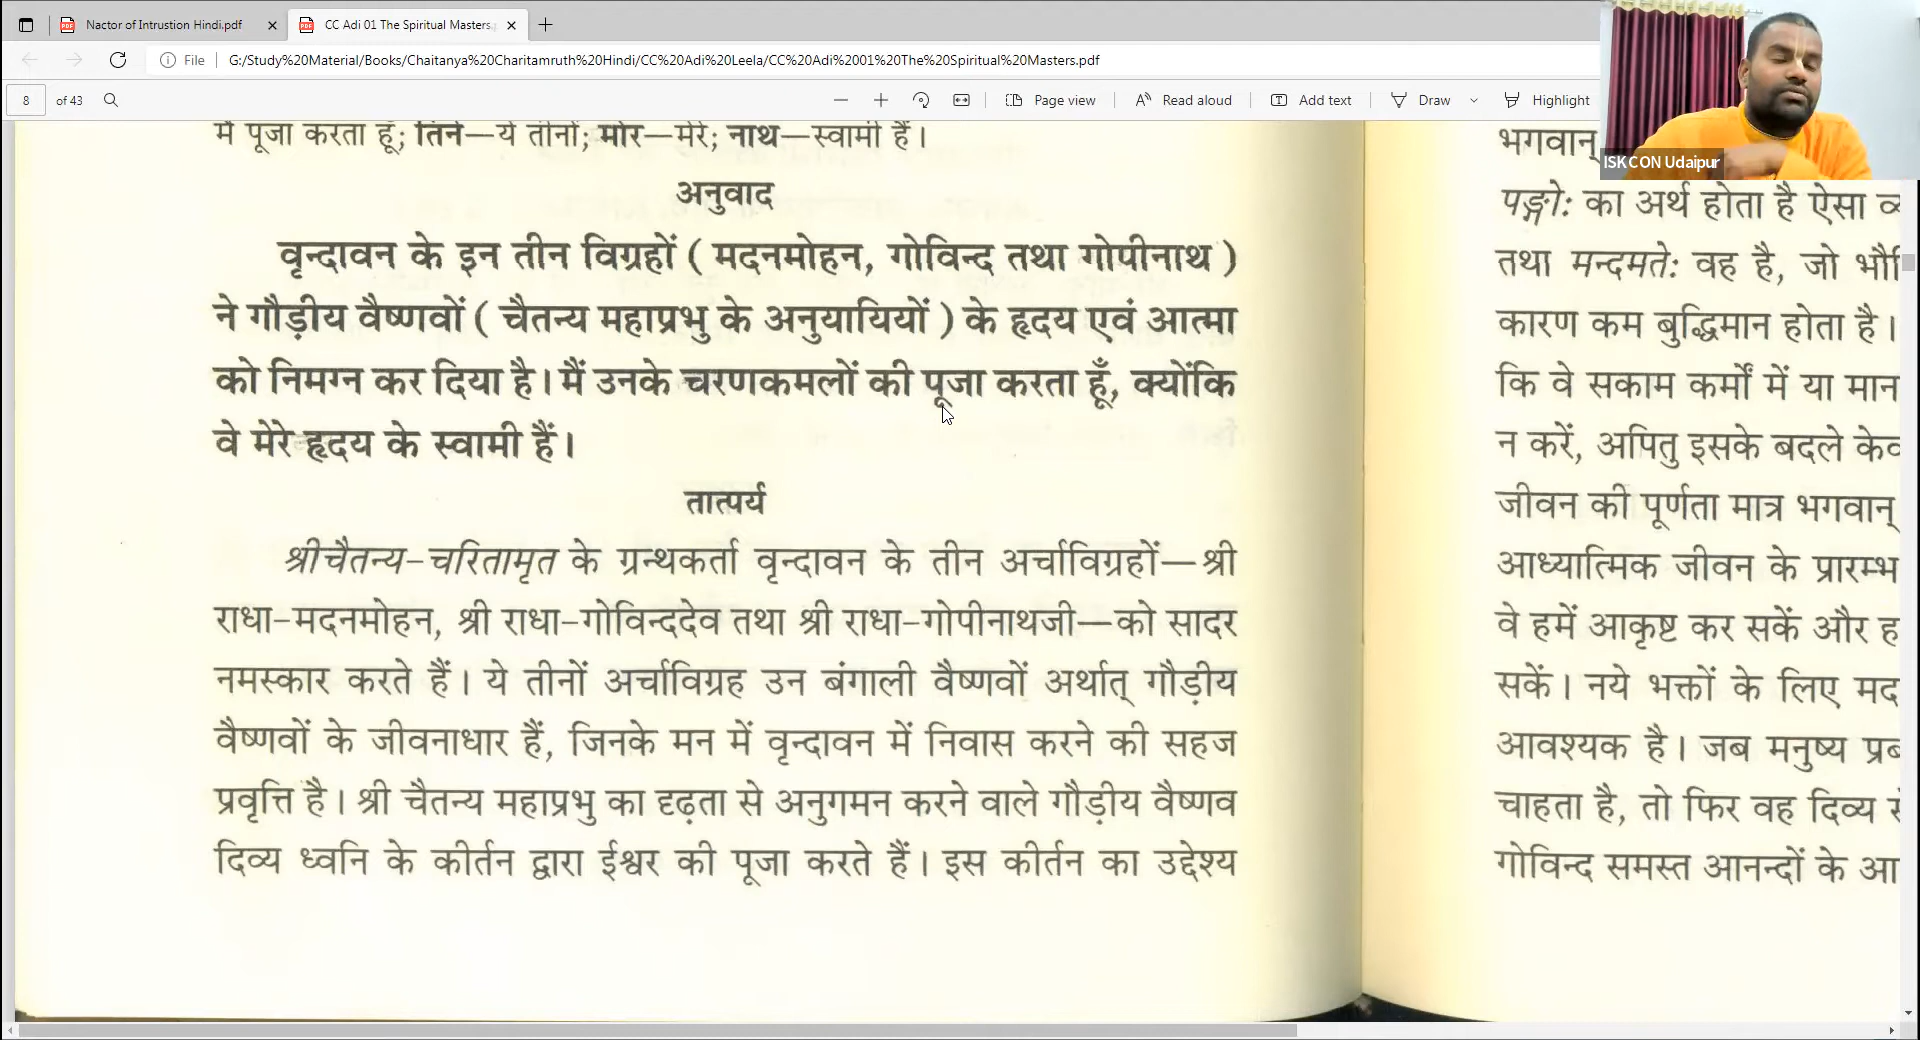 Nactor of Intrustion Hindi.pdf
CC Adi 01 The Spiritual Masters.
File
G:/Study%20Material/Books/Chaitanya%20Charitamruth%20Hindi/CC%20Adi%20Leela/CC%20Adi%2001%20The%20Spiritual%20Masters.pdf
8 of 43
Page view
Read aloud
Add text
Draw
Highlight
ISKCON Udaipur
में पूजा करता हूँ; तिने—ये तीनों; मोर—मेरे; नाथ—स्वामी हैं।
अनुवाद
वृन्दावन के इन तीन विग्रहों ( मदनमोहन, गोविन्द तथा गोपीनाथ )
ने गौड़ीय वैष्णवों ( चैतन्य महाप्रभु के अनुयायियों ) के हृदय एवं आत्मा
को निमग्न कर दिया है। मैं उनके चरणकमलों की पूजा करता हूँ, क्योंकि
वे मेरे हृदय के स्वामी हैं।
तात्पर्य
श्रीचैतन्य-चरितामृत के ग्रन्थकर्ता वृन्दावन के तीन अर्चाविग्रहों—श्री
राधा-मदनमोहन, श्री राधा-गोविन्ददेव तथा श्री राधा-गोपीनाथजी—को सादर
नमस्कार करते हैं। ये तीनों अर्चाविग्रह उन बंगाली वैष्णवों अर्थात् गौड़ीय
वैष्णवों के जीवनाधार हैं, जिनके मन में वृन्दावन में निवास करने की सहज
प्रवृत्ति है। श्री चैतन्य महाप्रभु का दृढ़ता से अनुगमन करने वाले गौड़ीय वैष्णव
दिव्य ध्वनि के कीर्तन द्वारा ईश्वर की पूजा करते हैं। इस कीर्तन का उद्देश्य
भगवान्
पङ्गोः का अर्थ होता है ऐसा
तथा मन्दमतेः वह है, जो
कारण कम बुद्धिमान होता है।
कि वे सकाम कर्मों में या मान
न करें, अपितु इसके बदले
जीवन की पूर्णता मात्र भगवान्
आध्यात्मिक जीवन के प्रारम्भ
वे हमें आकृष्ट कर सकें और
सकें। नये भक्तों के लिए मद
आवश्यक है। जब मनुष्य
चाहता है, तो फिर वह दिव्य
गोविन्द समस्त आनन्दों के आ